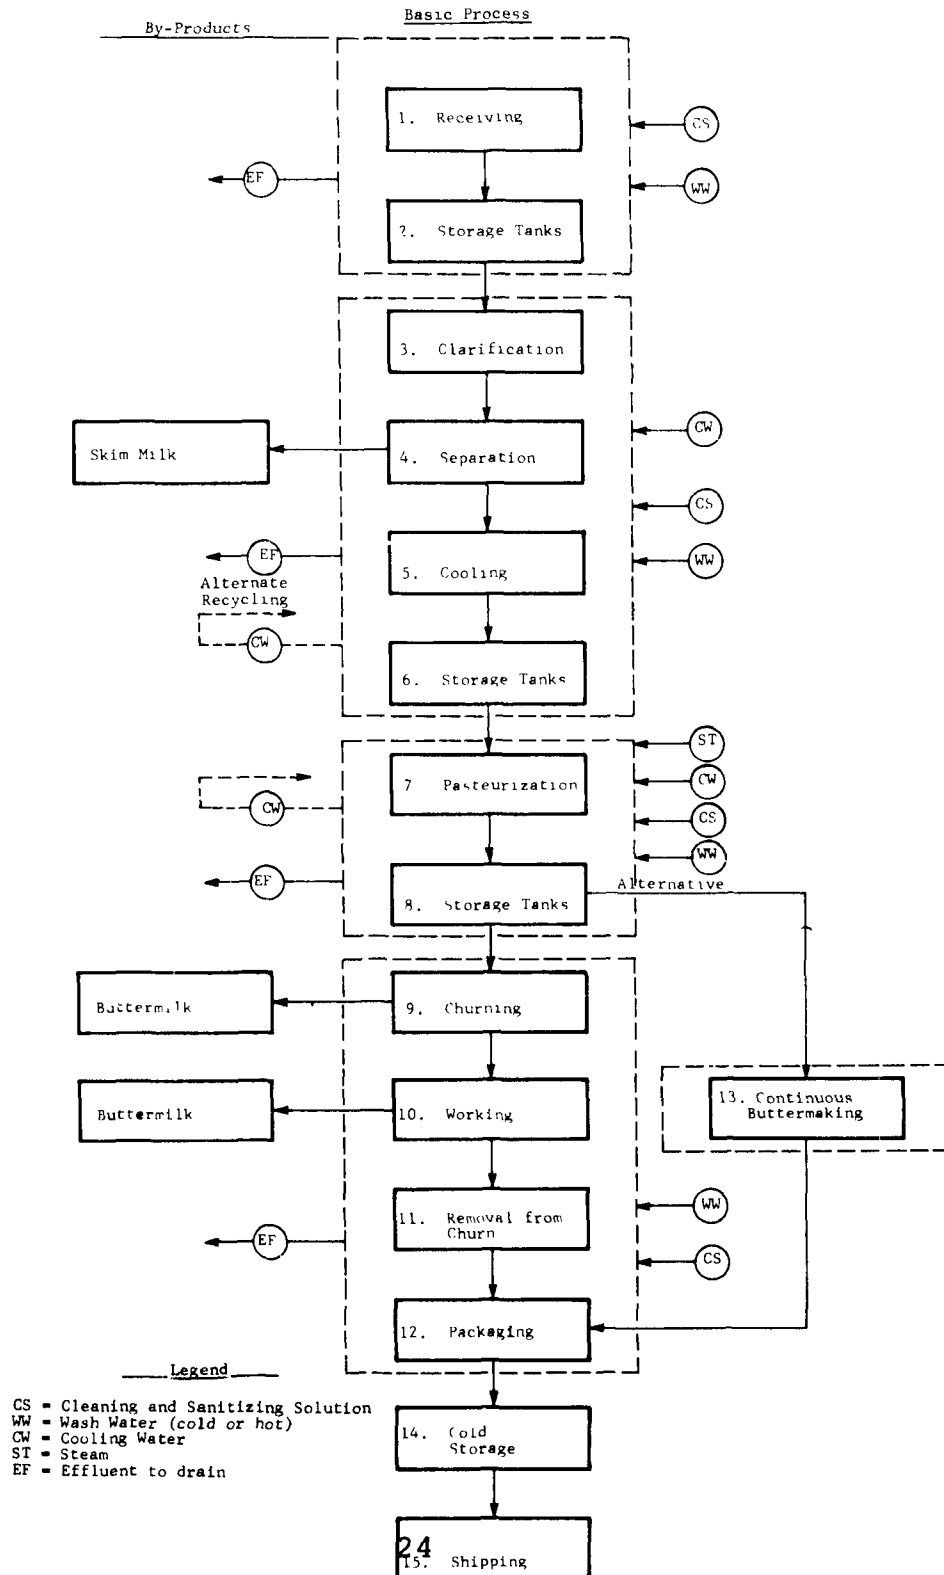 Basic Process
By-Products
1. Receiving
CS
EF
WW
2. Storage Tanks
3. Clarification
CW
Skim Milk
4. Separation
CS
EF
WW
5. Cooling
Alternate
Recycling
CW
6. Storage Tanks
ST
7 Pasteurization
CW
CW
CS
WW
EF
Alternative
8. Storage Tanks
Buttermilk
9. Churning
Buttermilk
10. Working
13. Continuous
Buttermaking
WW
11. Removal from
Churn
EF
CS
12. Packaging
Legend
CS = Cleaning and Sanitizing Solution
WW = Wash Water (cold or hot)
CW = Cooling Water
ST = Steam
EF = Effluent to drain
14. Cold
Storage
24
15. Shipping